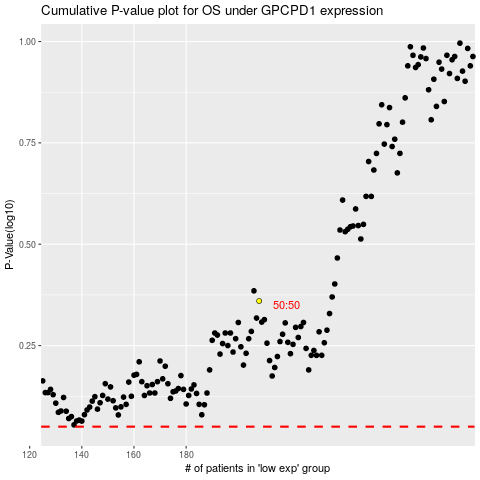 Cumulative P-value plot for OS under GPCPD1 expression
1.00
0.75
0.50
0.25
P-Value(log10)
50:50
120 140 160 180
# of patients in 'low exp' group